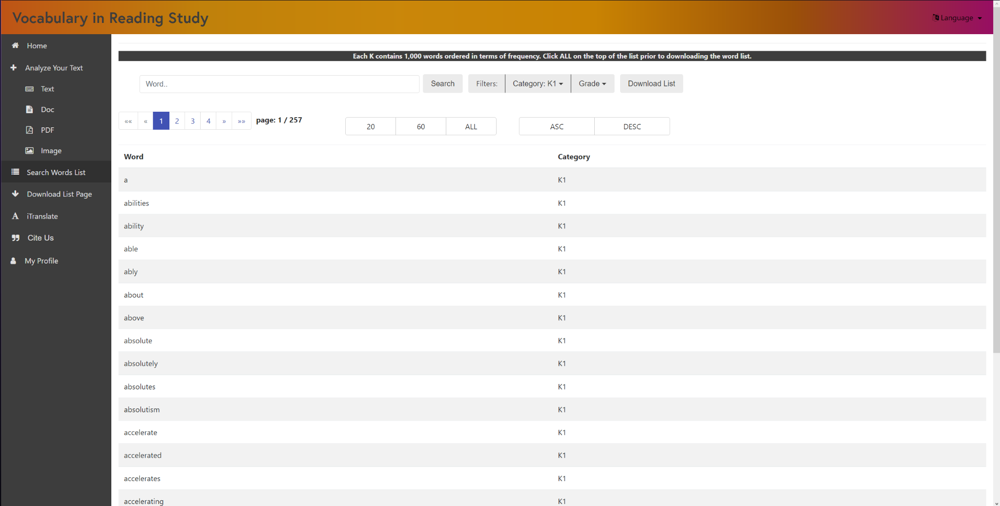 Vocabulary in Reading Study
Language
Home
Analyze Your Text
Text
Doc
PDF
Image
Search Words List
Download List Page
iTranslate
Cite Us
My Profile
Each K contains 1,000 words ordered in terms of frequency. Click ALL on the top of the list prior to downloading the word list.
Word.. Search Filters: Category: K1 Grade Download List
«« « 1 2 3 4 » »» page: 1 / 257 20 60 ALL ASC DESC
Word Category
a K1
abilities K1
ability K1
able K1
ably K1
about K1
above K1
absolute K1
absolutely K1
absolutes K1
absolutism K1
accelerate K1
accelerated K1
accelerates K1
accelerating K1